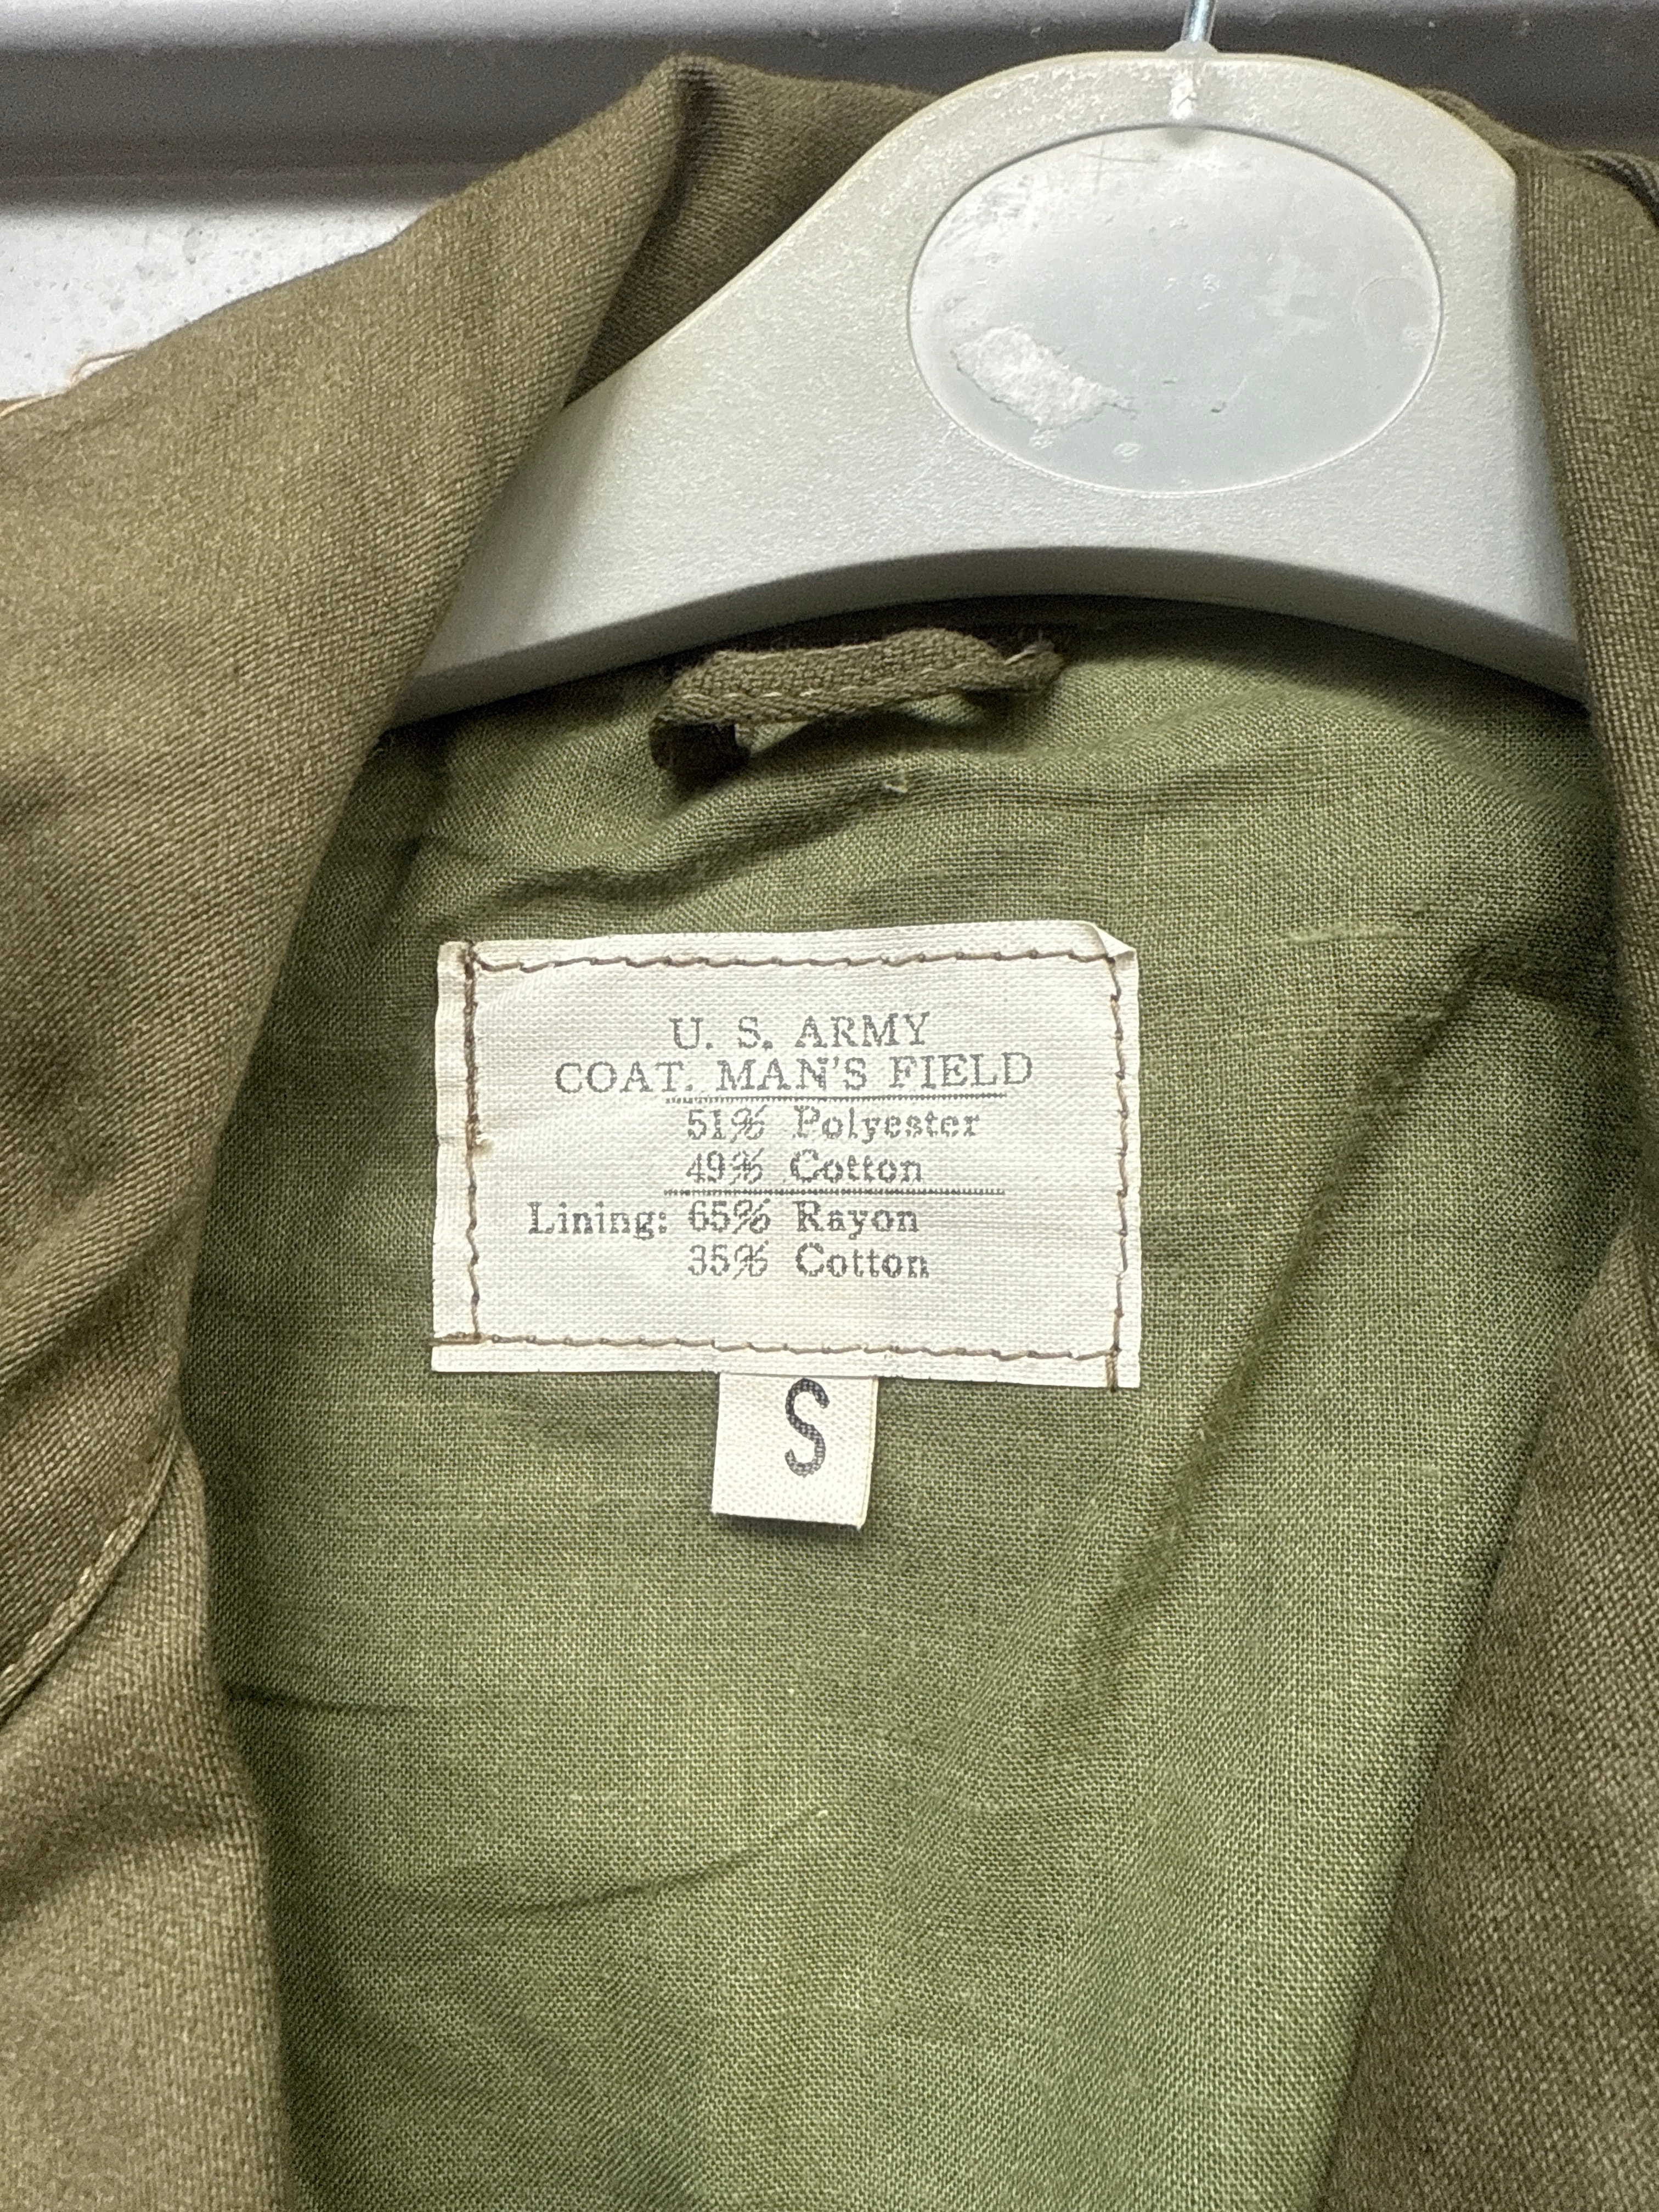 U. S. ARMY
COAT. MAN'S FIELD
51% Polyester
49% Cotton
Lining: 65% Rayon
35% Cotton
S